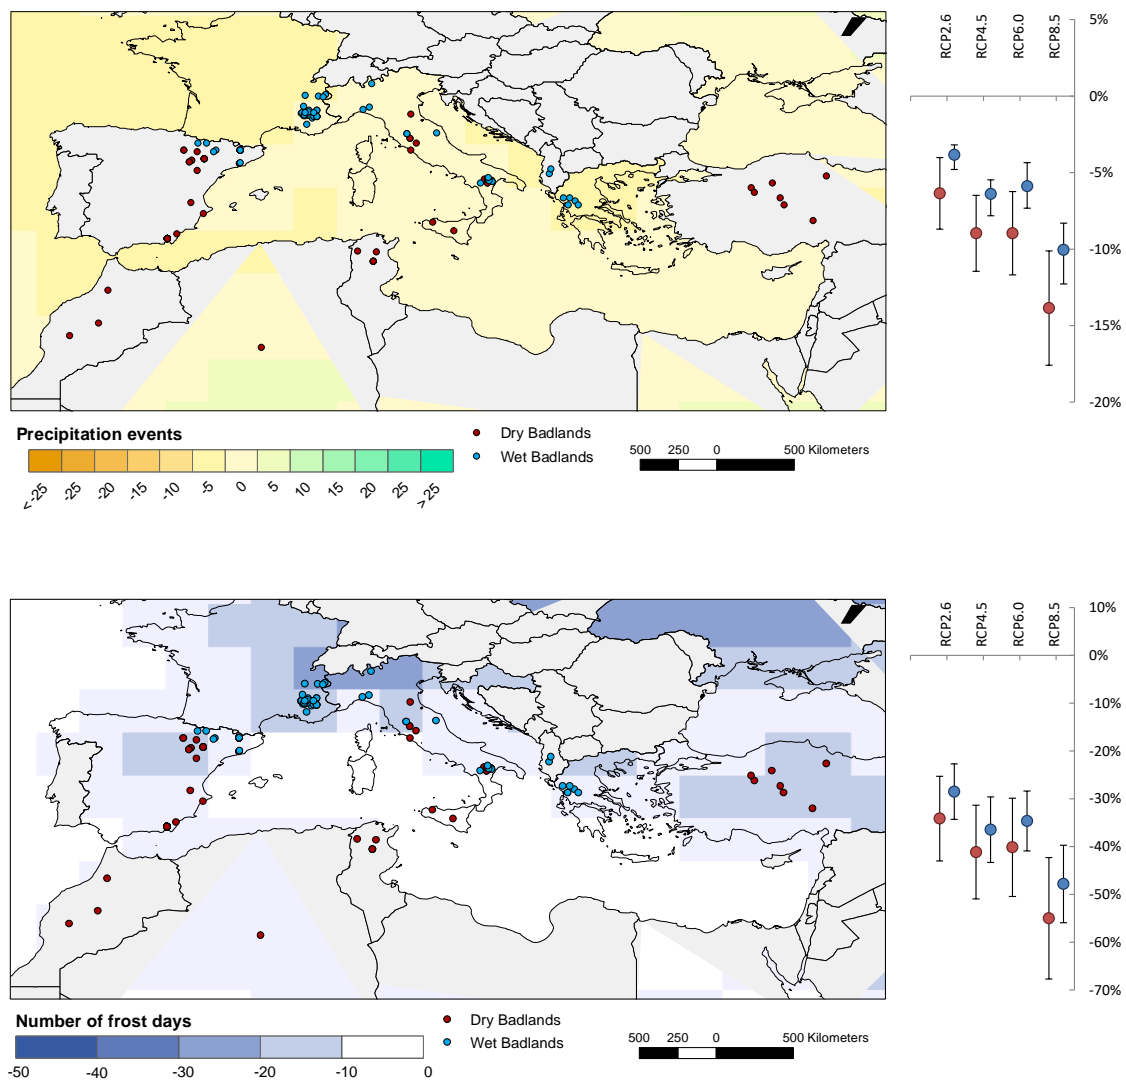 RCP2.6
RCP4.5
RCP6.0
RCP8.5
5%
0%
-5%
-10%
-15%
-20%
Precipitation events
< -25
-25
-20
-15
-10
-5
0
5
10
15
20
25
> 25
Dry Badlands
Wet Badlands
500 250 0 500 Kilometers
RCP2.6
RCP4.5
RCP6.0
RCP8.5
10%
0%
-10%
-20%
-30%
-40%
-50%
-60%
-70%
Number of frost days
-50 -40 -30 -20 -10 0
Dry Badlands
Wet Badlands
500 250 0 500 Kilometers